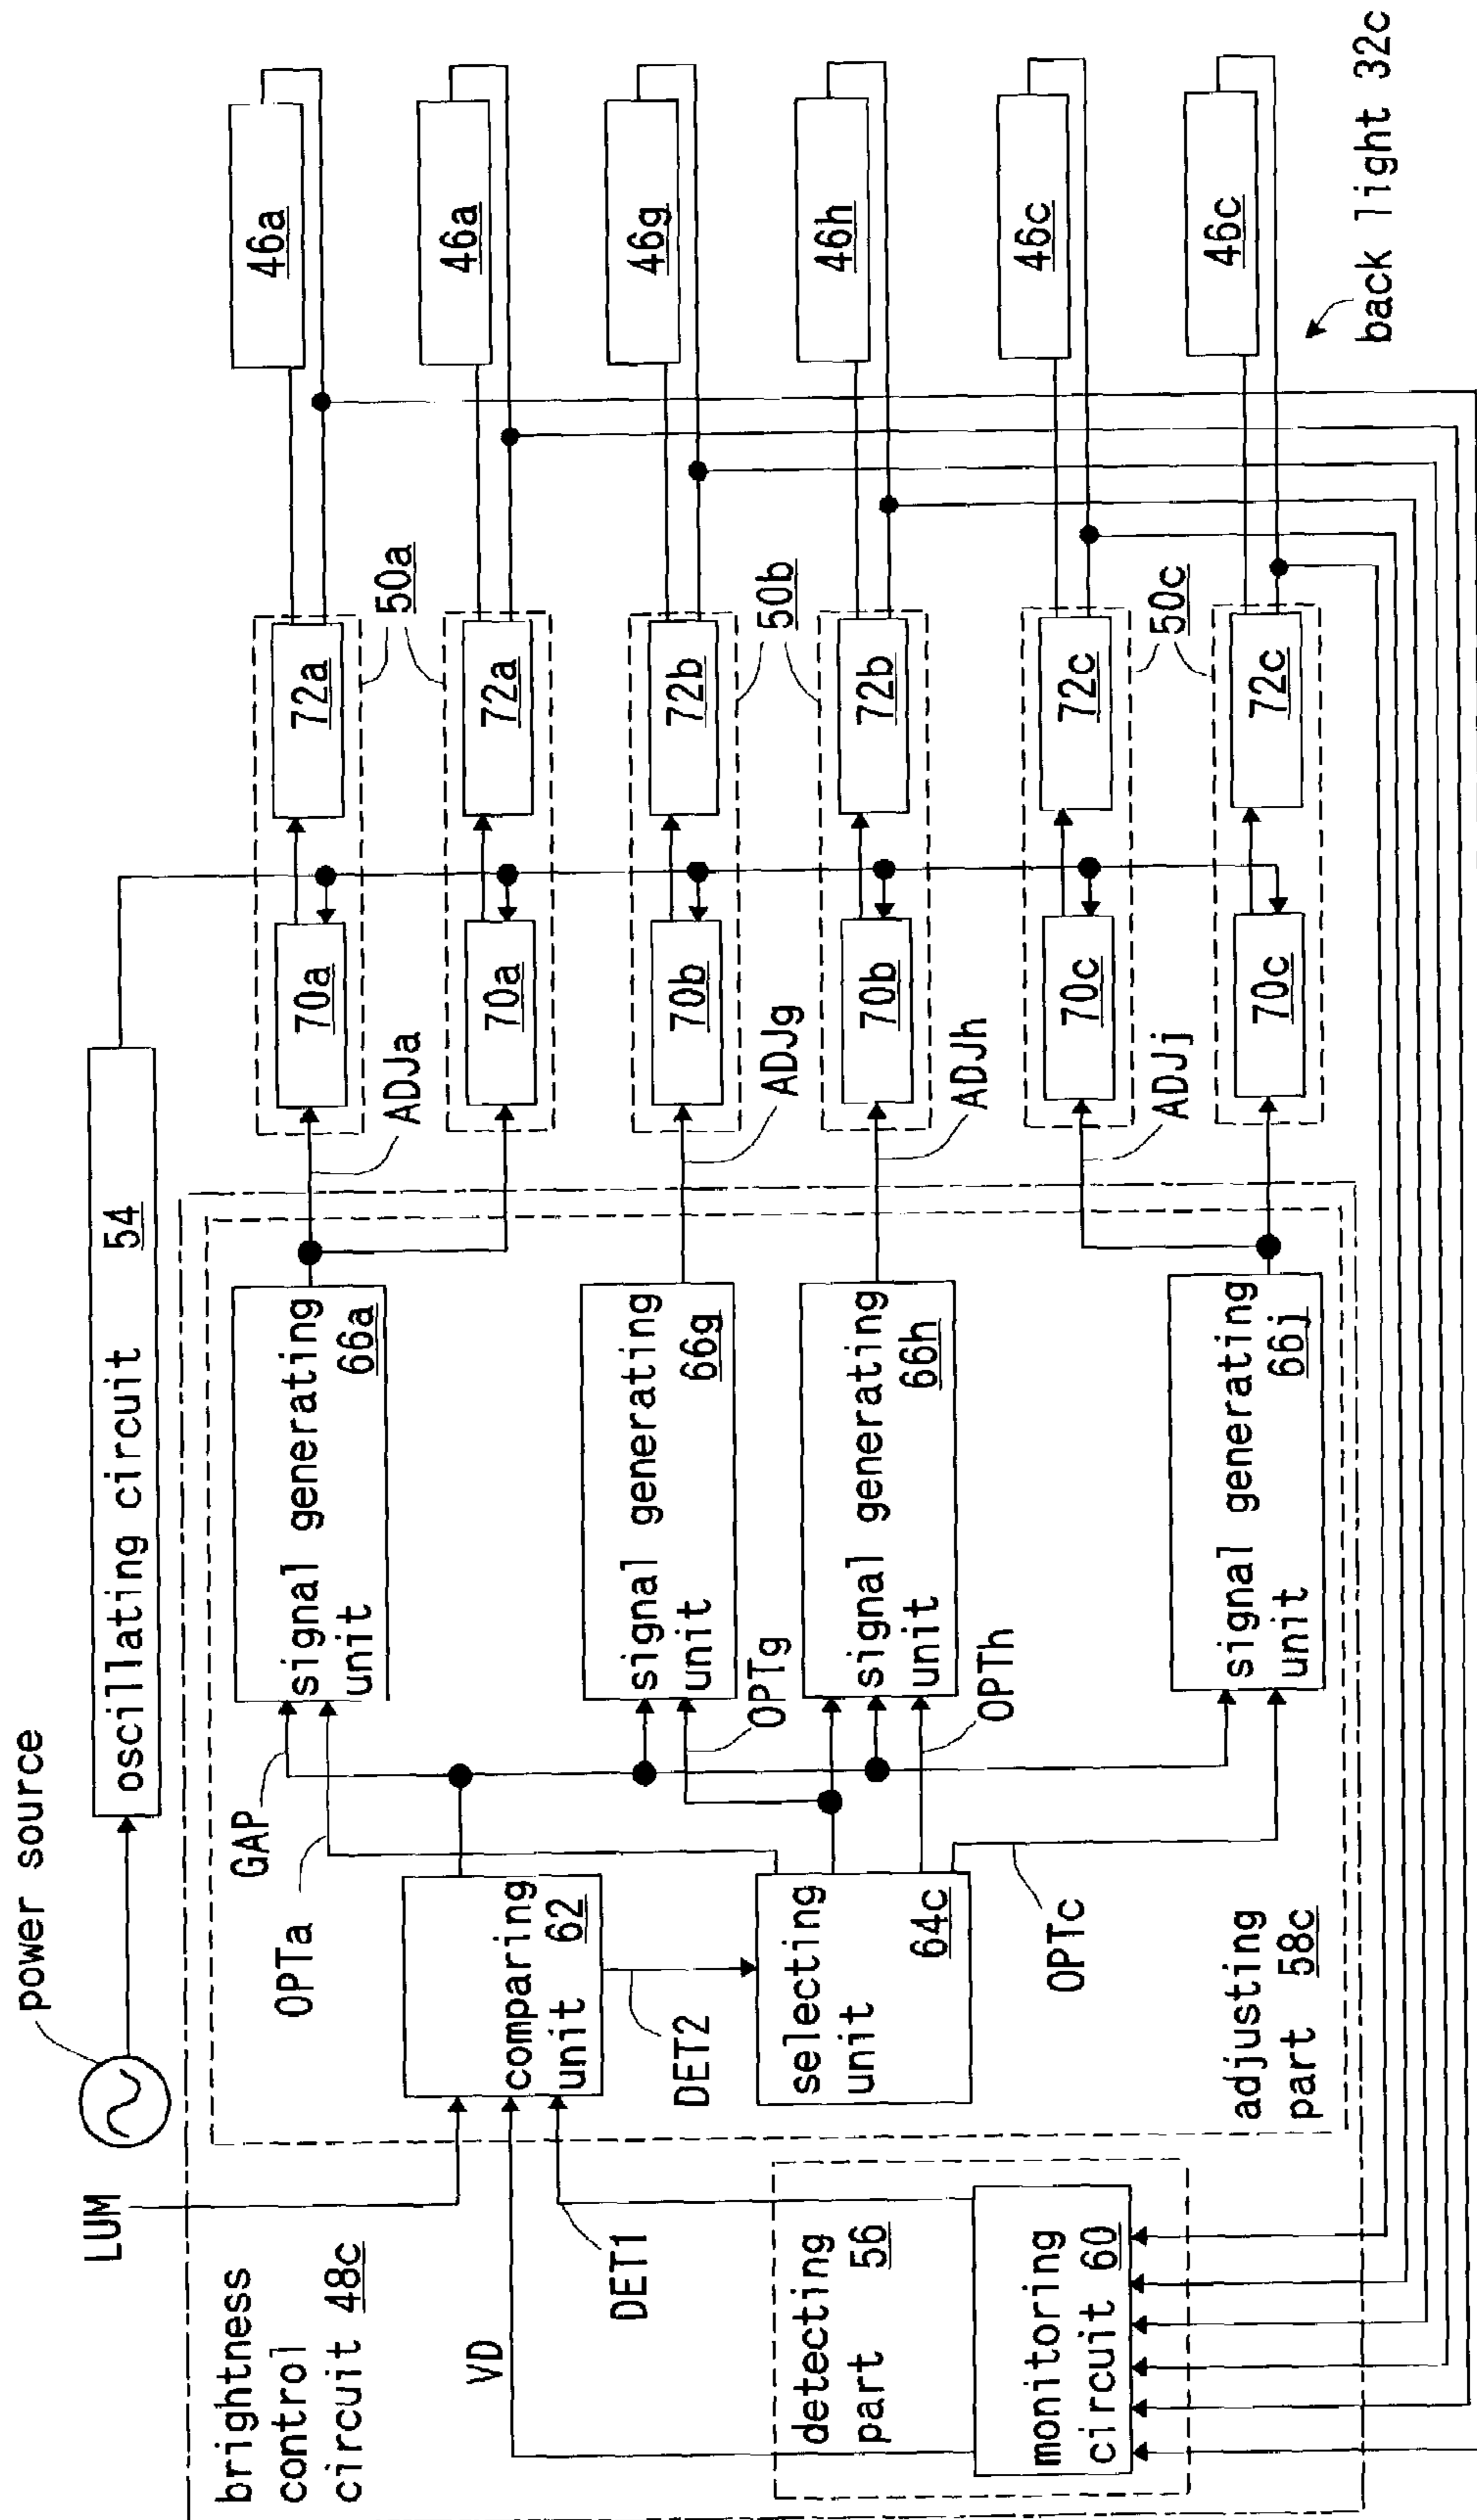 power source
oscillating circuit 54
LUM
brightness
control
circuit 48c
VD
DET1
detecting
part 56
monitoring
circuit 60
GAP
OPTa
comparing
unit 62
DET2
selecting
unit 64c
OPTc
adjusting
part 58c
signal generating
unit 66a
signal generating
unit 66g
OPTg
signal generating
unit 66h
OPTh
signal generating
unit 66j
ADJa
ADJg
ADJh
ADJj
70a
72a
50a
46a
70a
72a
46a
70b
72b
50b
46g
70b
72b
46h
70c
72c
50c
46c
70c
72c
46c
back light 32c